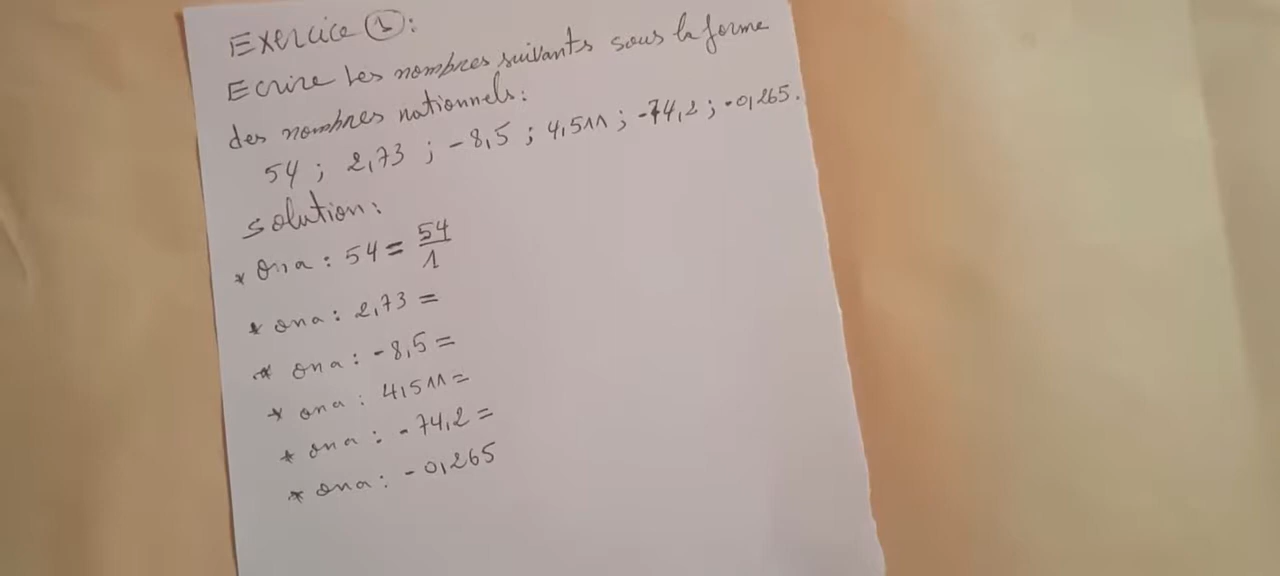 Exercice ①:
Ecrire les nombres suivants sous la forme
des nombres rationnels:
54 ; 2,73 ; -8,5 ; 4,511 ; -74,2 ; -0,265.
solution:
* on a : 54 = 54/1
* on a : 2,73 =
* on a : -8,5 =
* on a : 4,511 =
* on a : -74,2 =
* on a : -0,265